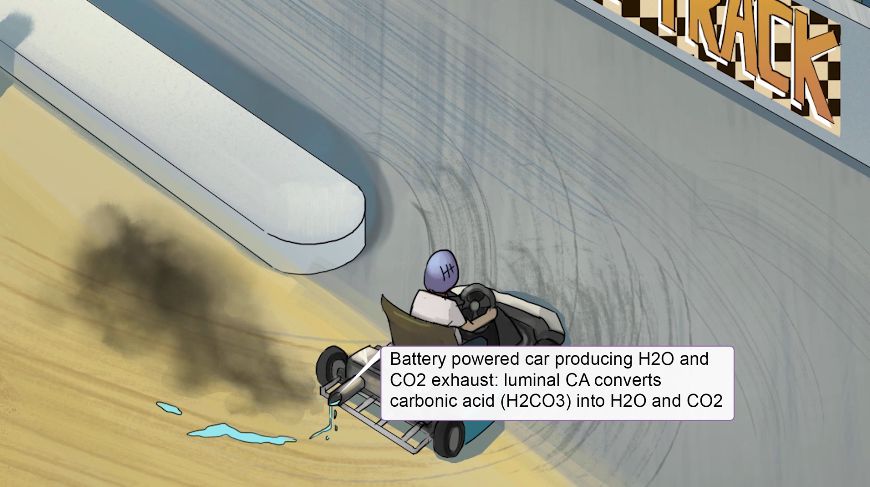 TRACK
H+
Battery powered car producing H2O and
CO2 exhaust: luminal CA converts
carbonic acid (H2CO3) into H2O and CO2